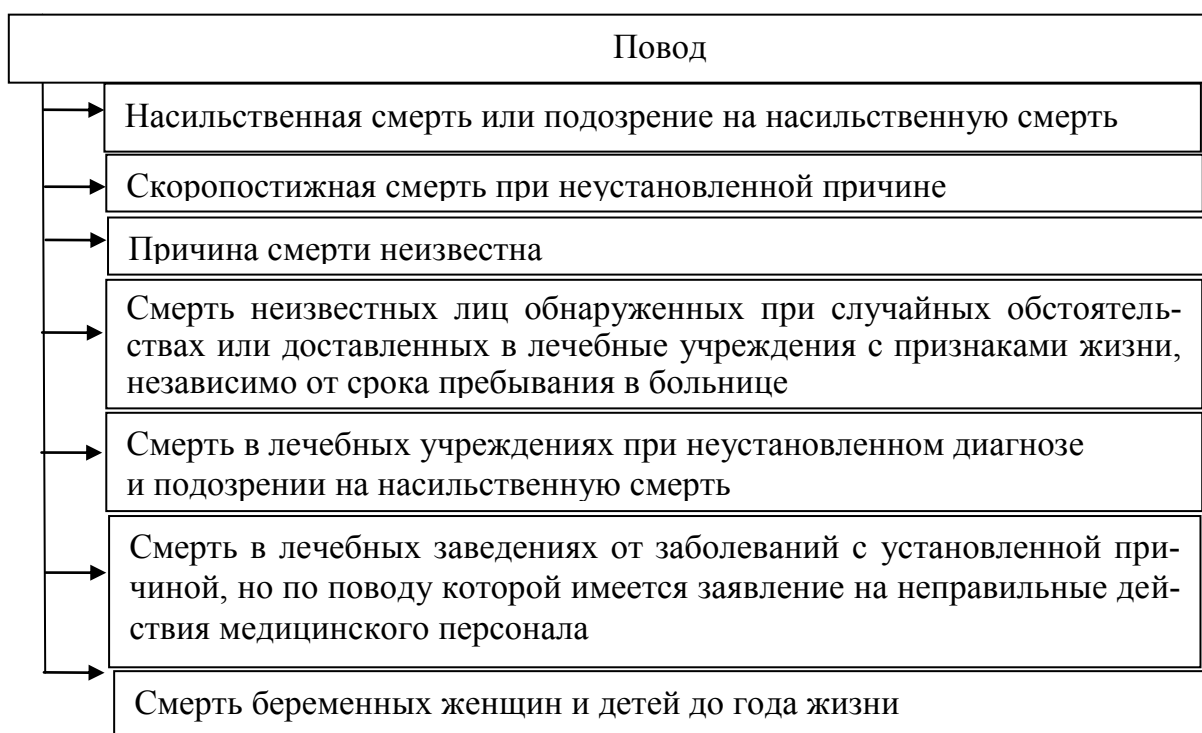 Повод
Насильственная смерть или подозрение на насильственную смерть
Скоропостижная смерть при неустановленной причине
Причина смерти неизвестна
Смерть неизвестных лиц обнаруженных при случайных обстоятель-
ствах или доставленных в лечебные учреждения с признаками жизни,
независимо от срока пребывания в больнице
Смерть в лечебных учреждениях при неустановленном диагнозе
и подозрении на насильственную смерть
Смерть в лечебных заведениях от заболеваний с установленной при-
чиной, но по поводу которой имеется заявление на неправильные дей-
ствия медицинского персонала
Смерть беременных женщин и детей до года жизни